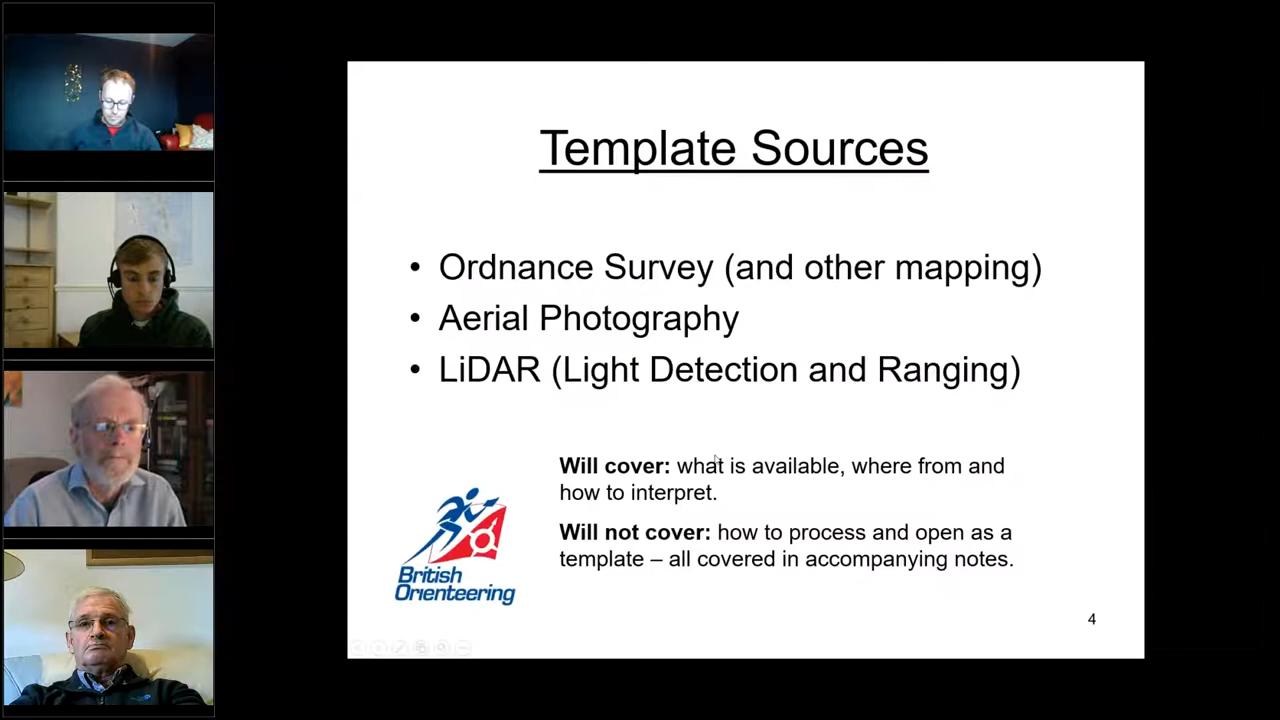 Template Sources
• Ordnance Survey (and other mapping)
• Aerial Photography
• LiDAR (Light Detection and Ranging)
Will cover: what is available, where from and
how to interpret.
Will not cover: how to process and open as a
template – all covered in accompanying notes.
British
Orienteering
4